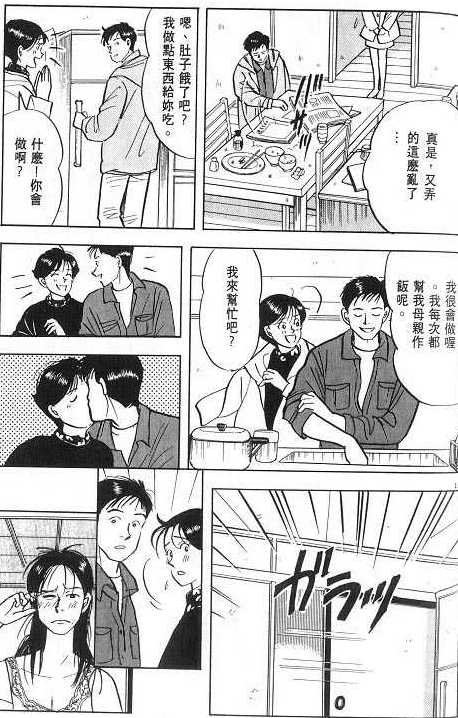 真是，又弄
的這麼亂了
…
嗯、肚子餓了吧？
我做點東西給妳吃。
什麼！你會
做啊？
我很會做喔
。我每次都
幫我母親作
飯呢。
我來幫忙吧？
ガラッ